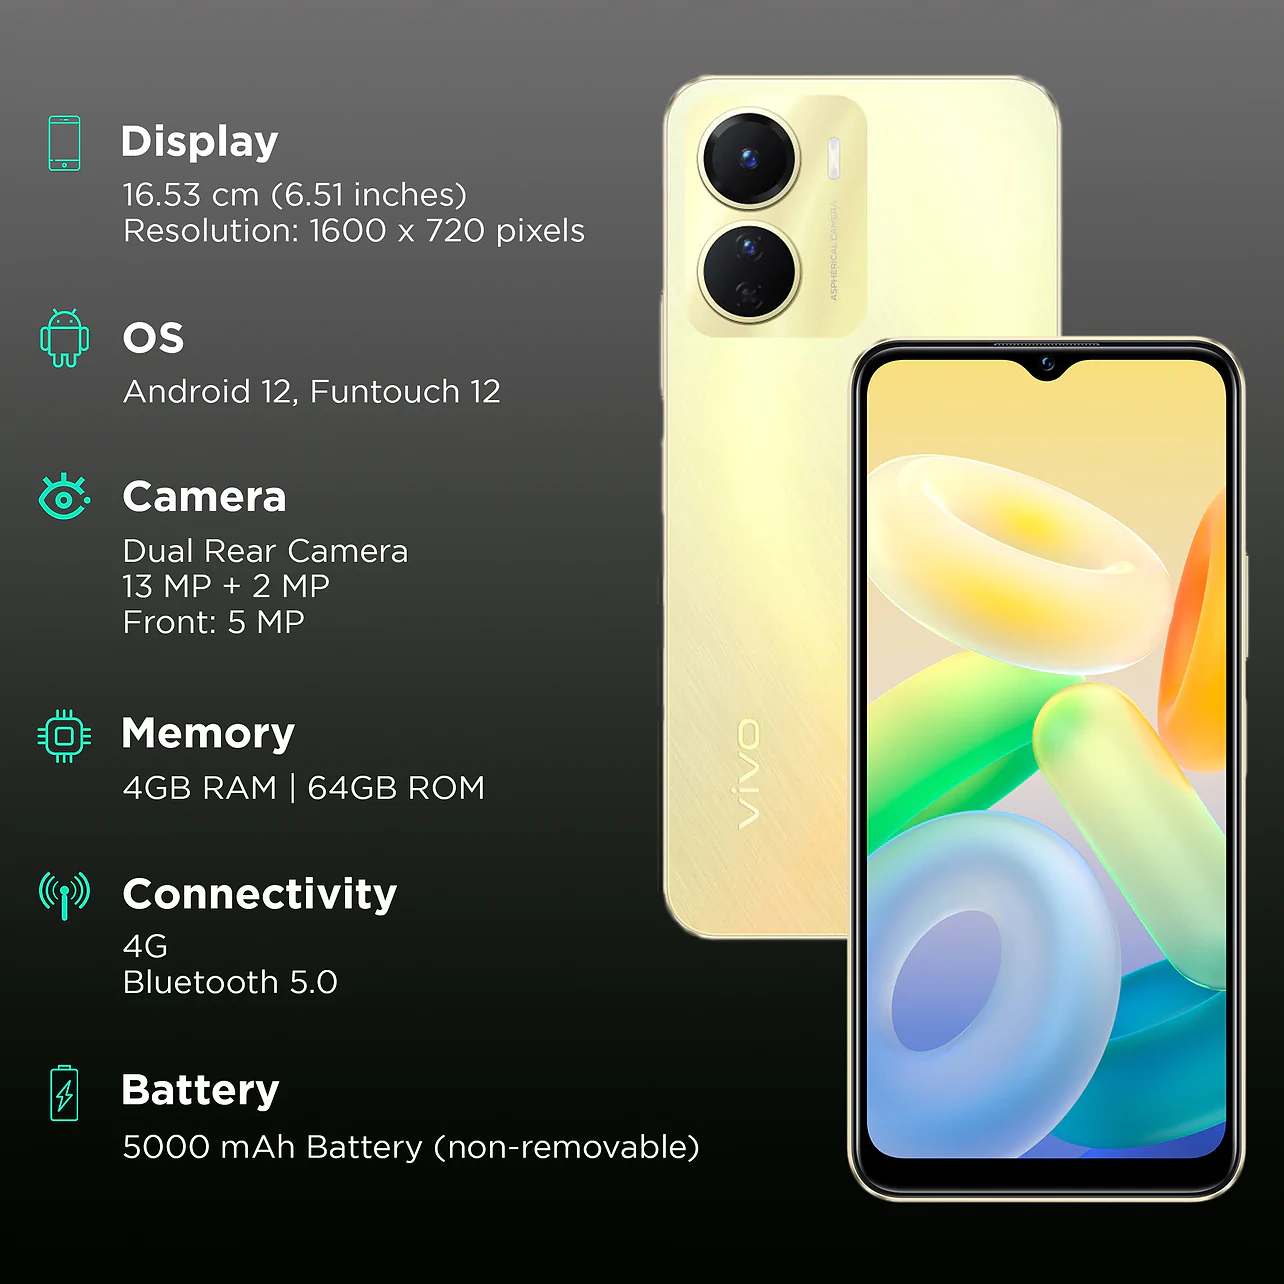 Display
16.53 cm (6.51 inches)
Resolution: 1600 x 720 pixels
OS
Android 12, Funtouch 12
Camera
Dual Rear Camera
13 MP + 2 MP
Front: 5 MP
Memory
4GB RAM | 64GB ROM
Connectivity
4G
Bluetooth 5.0
Battery
5000 mAh Battery (non-removable)
ASPHERICAL CAMERA
vivo